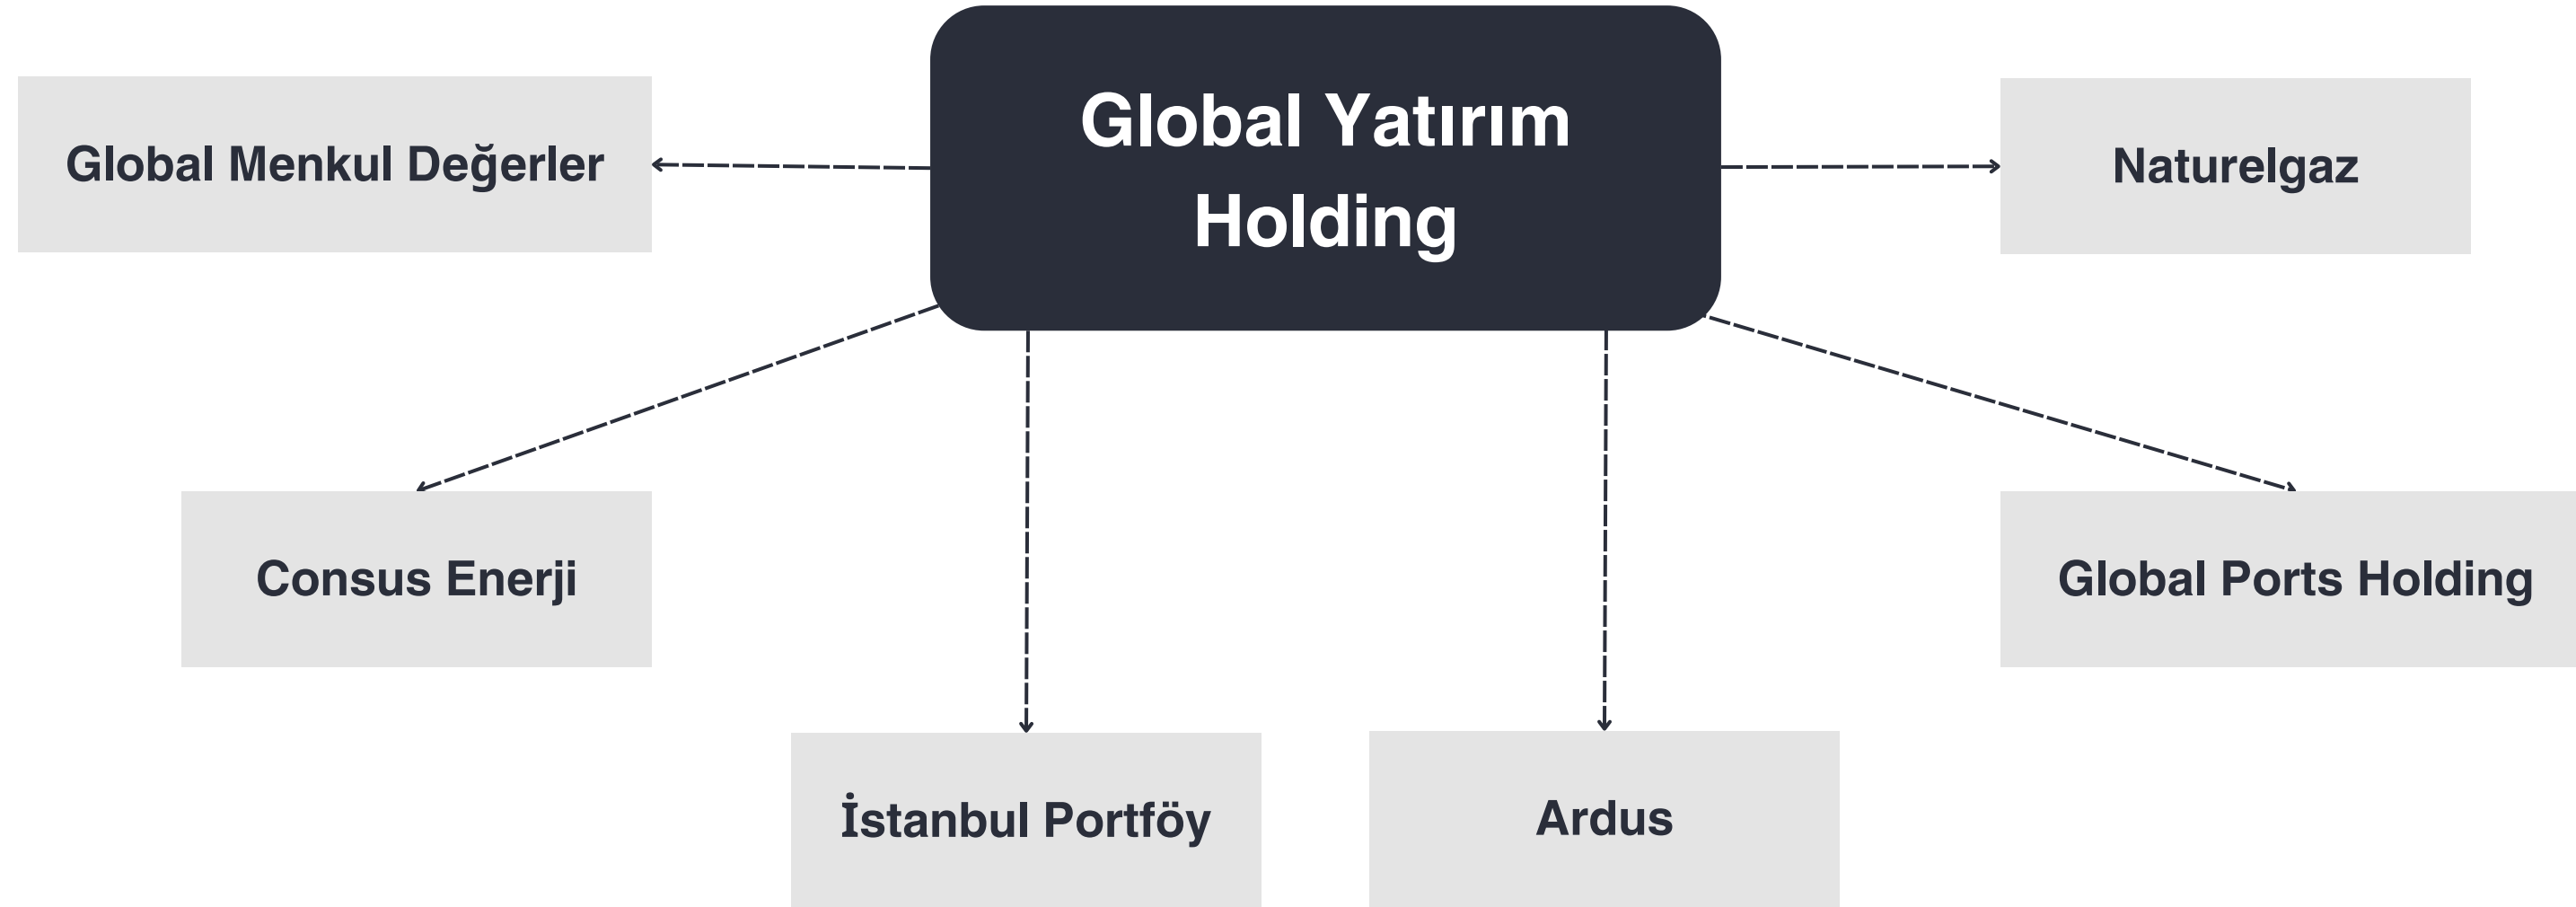 Global Yatırım
Holding
Global Menkul Değerler
Naturelgaz
Consus Enerji
Global Ports Holding
İstanbul Portföy
Ardus